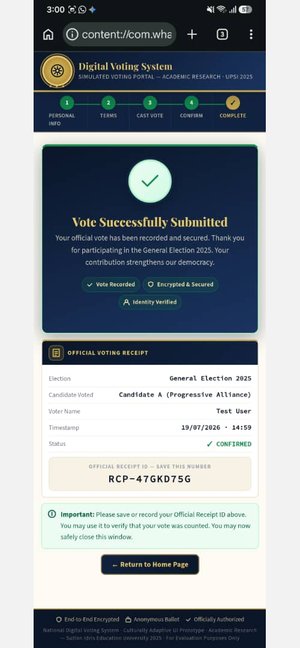 3:00
content://com.wha
3
Digital Voting System
SIMULATED VOTING PORTAL — ACADEMIC RESEARCH · UPSI 2025
1 2 3 4 ✓
PERSONAL INFO
TERMS
CAST VOTE
CONFIRM
COMPLETE
Vote Successfully Submitted
Your official vote has been recorded and secured. Thank you
for participating in the General Election 2025. Your
contribution strengthens our democracy.
✓ Vote Recorded
Encrypted & Secured
Identity Verified
OFFICIAL VOTING RECEIPT
Election General Election 2025
Candidate Voted Candidate A (Progressive Alliance)
Voter Name Test User
Timestamp 19/07/2026 · 14:59
Status ✓ CONFIRMED
OFFICIAL RECEIPT ID — SAVE THIS NUMBER
RCP-47GKD75G
Important: Please save or record your Official Receipt ID above.
You may use it to verify that your vote was counted. You may now
safely close this window.
← Return to Home Page
End-to-End Encrypted
Anonymous Ballot
✓ Officially Authorized
National Digital Voting System · Culturally Adaptive UI Prototype · Academic Research
— Sultan Idris Education University 2025 · For Evaluation Purposes Only